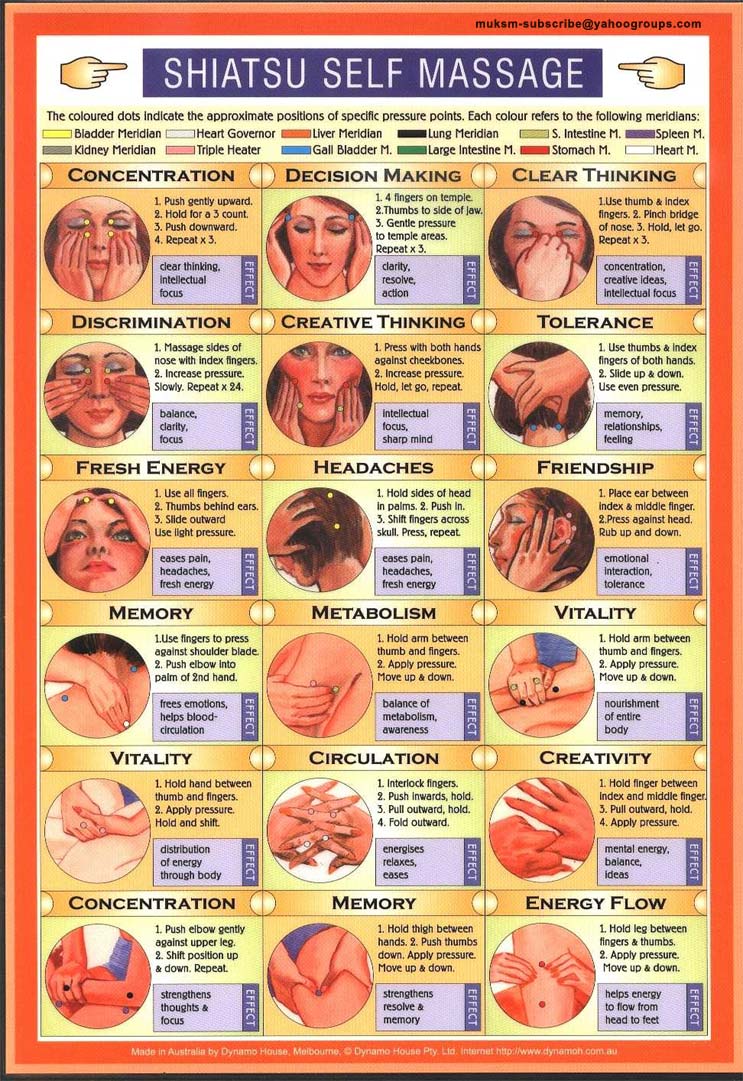 muksm-subscribe@yahoogroups.com
SHIATSU SELF MASSAGE
The coloured dots indicate the approximate positions of specific pressure points. Each colour refers to the following meridians:
Bladder Meridian Heart Governor Liver Meridian Lung Meridian S. Intestine M. Spleen M.
Kidney Meridian Triple Heater Gall Bladder M. Large Intestine M. Stomach M. Heart M.
CONCENTRATION
1. Push gently upward.
2. Hold for a 3 count.
3. Push downward.
4. Repeat x 3.
clear thinking,
intellectual
focus
EFFECT
DECISION MAKING
1. 4 fingers on temple.
2.Thumbs to side of jaw.
3. Gentle pressure
to temple areas.
Repeat x 3.
clarity,
resolve,
action
EFFECT
CLEAR THINKING
1.Use thumb & index
fingers. 2. Pinch bridge
of nose. 3. Hold, let go.
Repeat x 3.
concentration,
creative ideas,
intellectual focus
EFFECT
DISCRIMINATION
1. Massage sides of
nose with index fingers.
2. Increase pressure.
Slowly. Repeat x 24.
balance,
clarity,
focus
EFFECT
CREATIVE THINKING
1. Press with both hands
against cheekbones.
2. Increase pressure.
Hold, let go, repeat.
intellectual
focus,
sharp mind
EFFECT
TOLERANCE
1. Use thumbs & index
fingers of both hands.
2. Slide up & down.
Use even pressure.
memory,
relationships,
feeling
EFFECT
FRESH ENERGY
1. Use all fingers.
2. Thumbs behind ears.
3. Slide outward
Use light pressure.
eases pain,
headaches,
fresh energy
EFFECT
HEADACHES
1. Hold sides of head
in palms. 2. Push in.
3. Shift fingers across
skull. Press, repeat.
eases pain,
headaches,
fresh energy
EFFECT
FRIENDSHIP
1. Place ear between
index & middle finger.
2.Press against head.
Rub up and down.
emotional
interaction,
tolerance
EFFECT
MEMORY
1.Use fingers to press
against shoulder blade.
2. Push elbow into
palm of 2nd hand.
frees emotions,
helps blood-
circulation
EFFECT
METABOLISM
1. Hold arm between
thumb and fingers.
2. Apply pressure.
Move up & down.
balance of
metabolism,
awareness
EFFECT
VITALITY
1. Hold arm between
thumb and fingers.
2. Apply pressure.
Move up & down.
nourishment
of entire
body
EFFECT
VITALITY
1. Hold hand between
thumb and fingers.
2. Apply pressure.
Hold and shift.
distribution
of energy
through body
EFFECT
CIRCULATION
1. Interlock fingers.
2. Push inwards, hold.
3. Pull outward, hold.
4. Fold outward.
energises
relaxes,
eases
EFFECT
CREATIVITY
1. Hold finger between
index and middle finger.
3. Pull outward, hold.
4. Apply pressure.
mental energy,
balance,
ideas
EFFECT
CONCENTRATION
1. Push elbow gently
against upper leg.
2. Shift position up
& down. Repeat.
strengthens
thoughts &
focus
EFFECT
MEMORY
1. Hold thigh between
hands. 2. Push thumbs
down. Apply pressure.
Move up & down.
strengthens
resolve &
memory
EFFECT
ENERGY FLOW
1. Hold leg between
fingers & thumbs.
2. Apply pressure.
Move up & down.
helps energy
to flow from
head to feet
EFFECT
Made in Australia by Dynamo House, Melbourne, © Dynamo House Pty. Ltd. Internet http://www.dynamoh.com.au